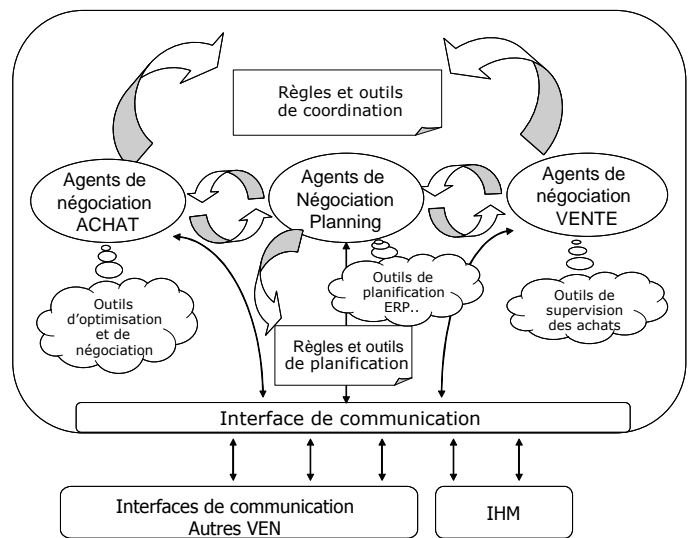 Règles et outils
de coordination
Agents de
négociation
ACHAT
Agents de
Négociation
Planning
Agents de
négociation
VENTE
Outils
d'optimisation
et de
négociation
Outils de
planification
ERP..
Outils de
supervision
des achats
Règles et outils
de planification
Interface de communication
Interfaces de communication
Autres VEN
IHM